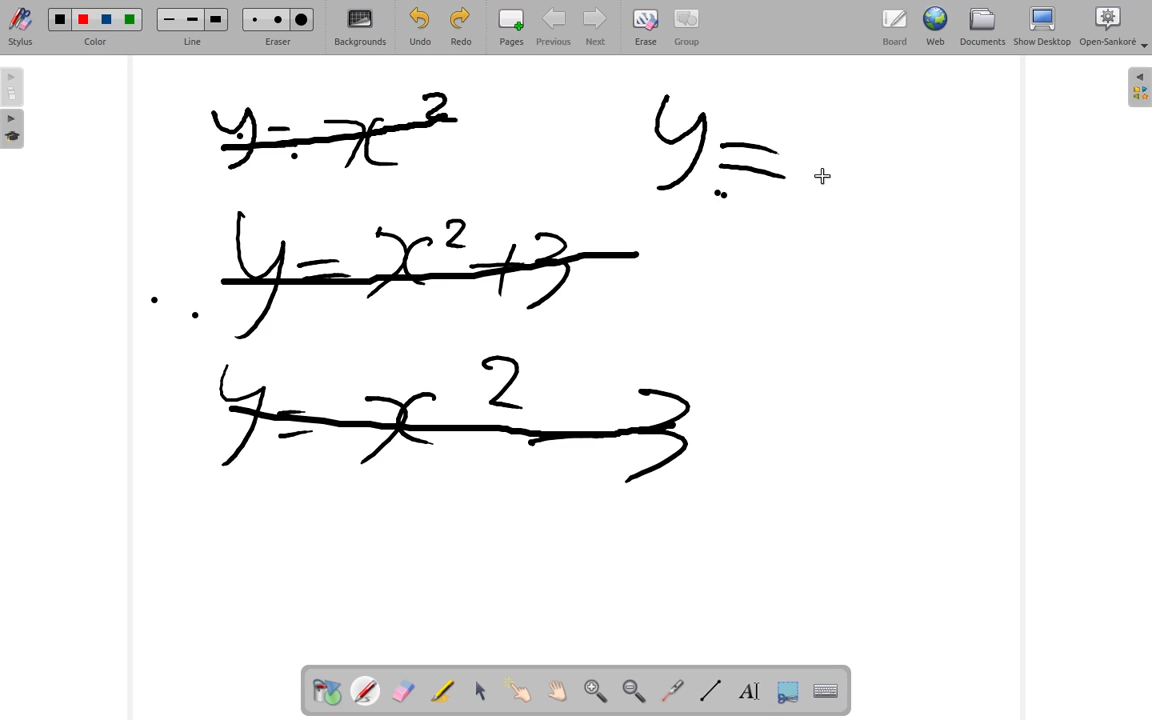 Stylus
Color
Line
Eraser
Backgrounds
Undo
Redo
Pages
Previous
Next
Erase
Group
Board
Web
Documents
Show Desktop
Open-Sankoré
y = x²
y =
y = x² + 3
y = x² - 3